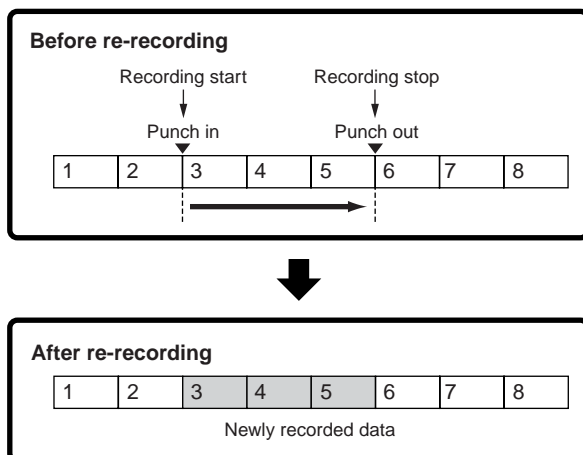 Before re-recording
Recording start Recording stop
Punch in Punch out
1 2 3 4 5 6 7 8
After re-recording
1 2 3 4 5 6 7 8
Newly recorded data